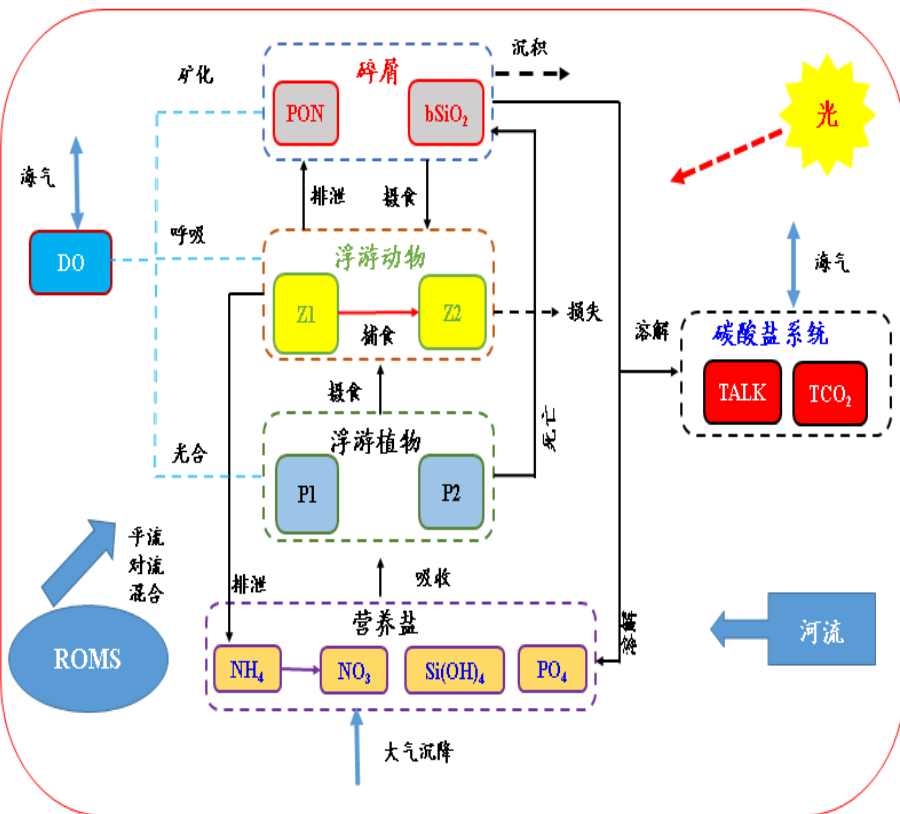 沉积
碎屑
矿化
PON
bSiO₂
光
海气
排泄
摄食
呼吸
浮游动物
DO
海气
Z1
Z2
捕食
损失
溶解
碳酸盐系统
TALK
TCO₂
摄食
死亡
浮游植物
光合
P1
P2
平流
对流
混合
排泄
吸收
营养盐
溶解
河流
ROMS
NH₄
NO₃
Si(OH)₄
PO₄
大气沉降